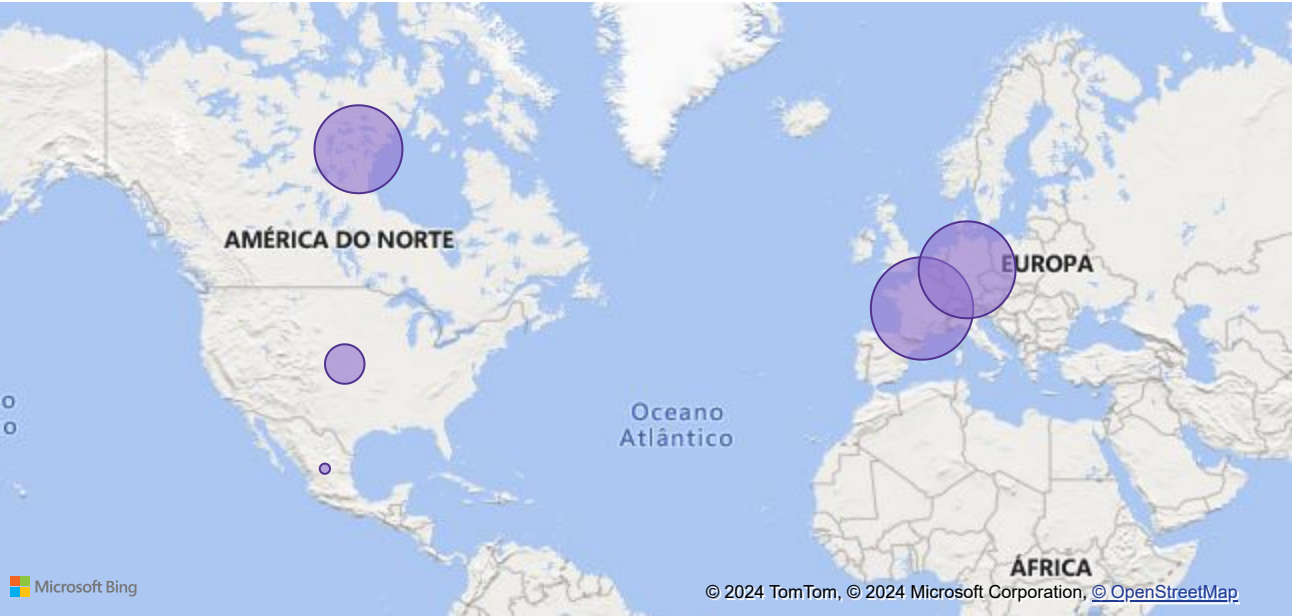 AMÉRICA DO NORTE
EUROPA
o
o
Oceano
Atlântico
ÁFRICA
Microsoft Bing
© 2024 TomTom, © 2024 Microsoft Corporation, © OpenStreetMap